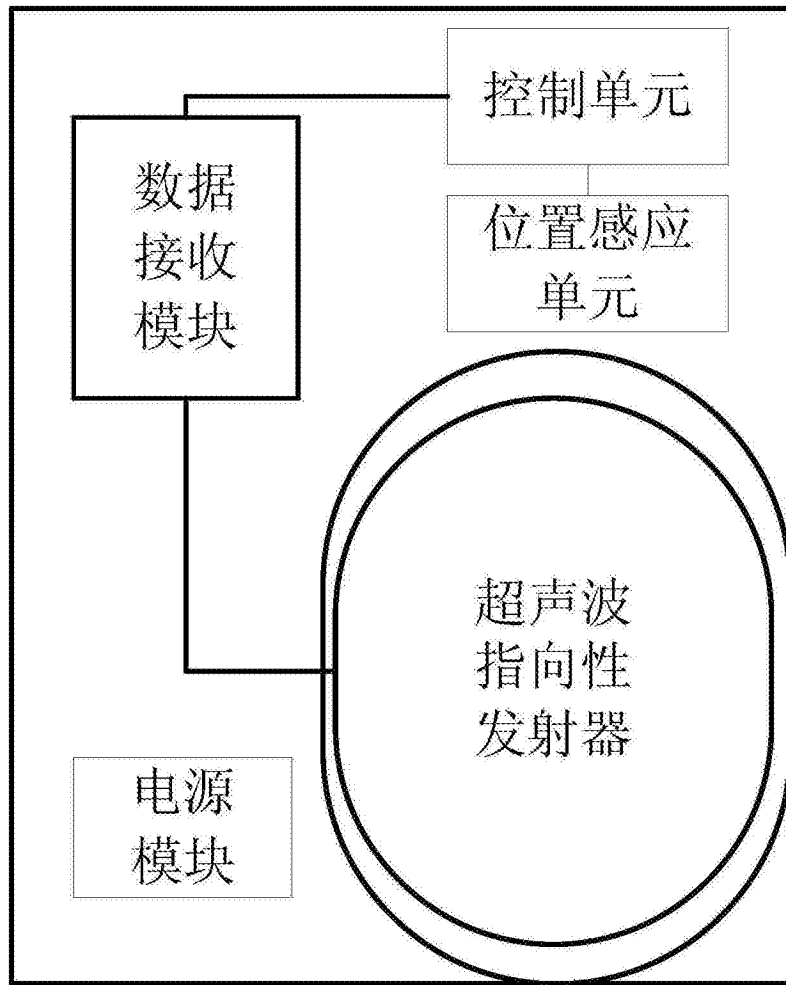 控制单元
数据
接收
模块
位置感应
单元
超声波
指向性
发射器
电源
模块